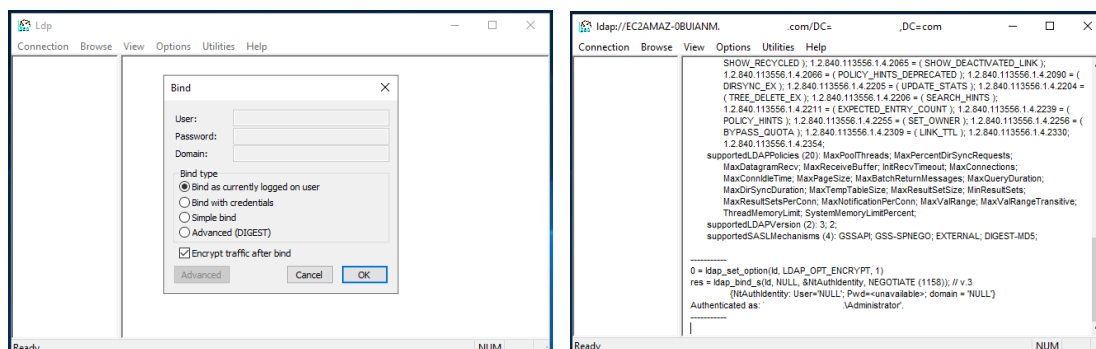 Ldp
Connection Browse View Options Utilities Help
Bind
User:
Password:
Domain:
Bind type
Bind as currently logged on user
Bind with credentials
Simple bind
Advanced (DIGEST)
Encrypt traffic after bind
Advanced Cancel OK
Ready NUM
ldap://EC2AMAZ-0BUIANM. .com/DC= ,DC=com
Connection Browse View Options Utilities Help
SHOW_RECYCLED ); 1.2.840.113556.1.4.2065 = ( SHOW_DEACTIVATED_LINK );
1.2.840.113556.1.4.2066 = ( POLICY_HINTS_DEPRECATED ); 1.2.840.113556.1.4.2090 = (
DIRSYNC_EX ); 1.2.840.113556.1.4.2205 = ( UPDATE_STATS ); 1.2.840.113556.1.4.2204 =
( TREE_DELETE_EX ); 1.2.840.113556.1.4.2206 = ( SEARCH_HINTS );
1.2.840.113556.1.4.2211 = ( EXPECTED_ENTRY_COUNT ); 1.2.840.113556.1.4.2239 = (
POLICY_HINTS ); 1.2.840.113556.1.4.2255 = ( SET_OWNER ); 1.2.840.113556.1.4.2256 = (
BYPASS_QUOTA ); 1.2.840.113556.1.4.2309 = ( LINK_TTL ); 1.2.840.113556.1.4.2330;
1.2.840.113556.1.4.2354;
supportedLDAPPolicies (20): MaxPoolThreads; MaxPercentDirSyncRequests;
MaxDatagramRecv; MaxReceiveBuffer; InitRecvTimeout; MaxConnections;
MaxConnIdleTime; MaxPageSize; MaxBatchReturnMessages; MaxQueryDuration;
MaxDirSyncDuration; MaxTempTableSize; MaxResultSetSize; MinResultSets;
MaxResultSetsPerConn; MaxNotificationPerConn; MaxValRange; MaxValRangeTransitive;
ThreadMemoryLimit; SystemMemoryLimitPercent;
supportedLDAPVersion (2): 3; 2;
supportedSASLMechanisms (4): GSSAPI; GSS-SPNEGO; EXTERNAL; DIGEST-MD5;
-----------
0 = ldap_set_option(ld, LDAP_OPT_ENCRYPT, 1)
res = ldap_bind_s(ld, NULL, &NtAuthIdentity, NEGOTIATE (1158)); // v.3
{NtAuthIdentity: User='NULL'; Pwd=<unavailable>; domain = 'NULL'}
Authenticated as: ' \Administrator'.
-----------
Ready NUM